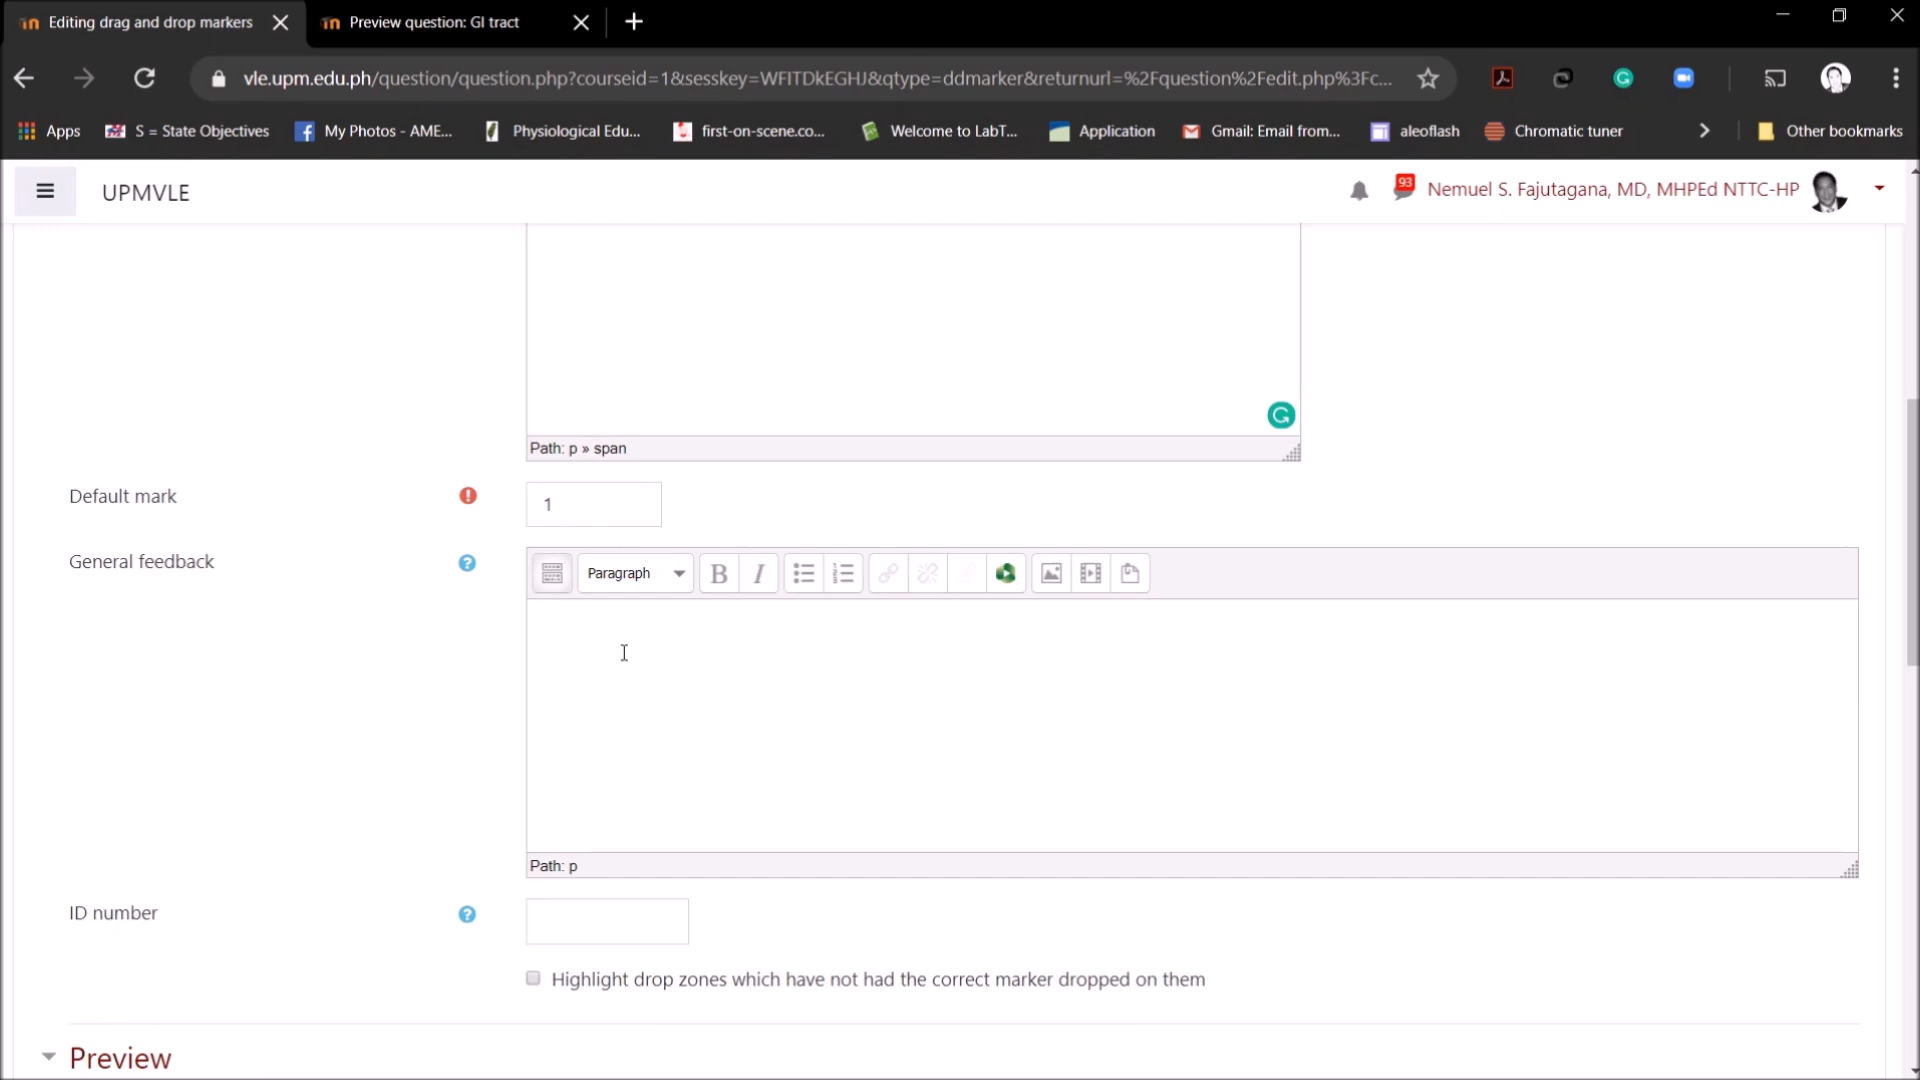 Editing drag and drop markers
Preview question: GI tract
vle.upm.edu.ph/question/question.php?courseid=1&sesskey=WFITDkEGHJ&qtype=ddmarker&returnurl=%2Fquestion%2Fedit.php%3Fc...
Apps
S = State Objectives
My Photos - AME...
Physiological Edu...
first-on-scene.co...
Welcome to LabT...
Application
Gmail: Email from...
aleoflash
Chromatic tuner
Other bookmarks
UPMVLE
93
Nemuel S. Fajutagana, MD, MHPEd NTTC-HP
Path: p » span
Default mark
1
General feedback
Paragraph
B I
Path: p
ID number
Highlight drop zones which have not had the correct marker dropped on them
Preview